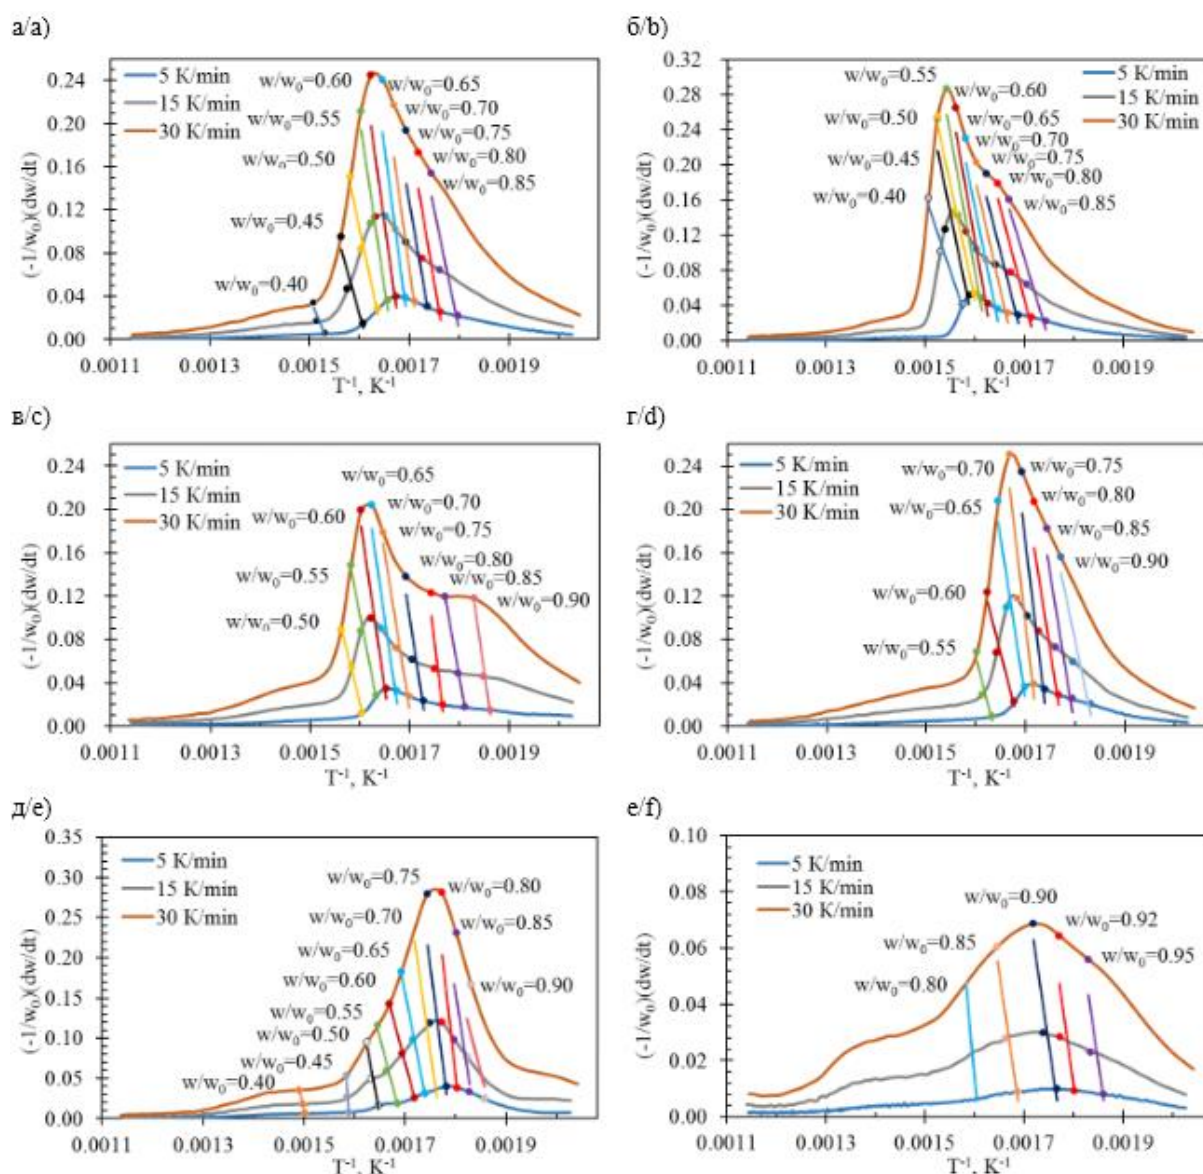 а/a)
(-1/w₀)(dw/dt)
0.24
0.20
0.16
0.12
0.08
0.04
0.00
5 K/min
15 K/min
30 K/min
w/w₀=0.60
w/w₀=0.65
w/w₀=0.70
w/w₀=0.55
w/w₀=0.75
w/w₀=0.50
w/w₀=0.80
w/w₀=0.85
w/w₀=0.45
w/w₀=0.40
0.0011 0.0013 0.0015 0.0017 0.0019
T⁻¹, K⁻¹
б/b)
(-1/w₀)(dw/dt)
0.32
0.28
0.24
0.20
0.16
0.12
0.08
0.04
0.00
w/w₀=0.55
w/w₀=0.60
w/w₀=0.50
w/w₀=0.65
w/w₀=0.70
w/w₀=0.45
w/w₀=0.75
w/w₀=0.80
w/w₀=0.40
w/w₀=0.85
5 K/min
15 K/min
30 K/min
0.0011 0.0013 0.0015 0.0017 0.0019
T⁻¹, K⁻¹
в/c)
(-1/w₀)(dw/dt)
0.24
0.20
0.16
0.12
0.08
0.04
0.00
5 K/min
15 K/min
30 K/min
w/w₀=0.65
w/w₀=0.70
w/w₀=0.60
w/w₀=0.75
w/w₀=0.80
w/w₀=0.55
w/w₀=0.85
w/w₀=0.90
w/w₀=0.50
0.0011 0.0013 0.0015 0.0017 0.0019
T⁻¹, K⁻¹
г/d)
(-1/w₀)(dw/dt)
0.24
0.20
0.16
0.12
0.08
0.04
0.00
5 K/min
15 K/min
30 K/min
w/w₀=0.70
w/w₀=0.75
w/w₀=0.65
w/w₀=0.80
w/w₀=0.85
w/w₀=0.90
w/w₀=0.60
w/w₀=0.55
0.0011 0.0013 0.0015 0.0017 0.0019
T⁻¹, K⁻¹
д/e)
(-1/w₀)(dw/dt)
0.35
0.30
0.25
0.20
0.15
0.10
0.05
0.00
5 K/min
15 K/min
30 K/min
w/w₀=0.75
w/w₀=0.80
w/w₀=0.70
w/w₀=0.85
w/w₀=0.65
w/w₀=0.60
w/w₀=0.90
w/w₀=0.55
w/w₀=0.50
w/w₀=0.45
w/w₀=0.40
0.0011 0.0013 0.0015 0.0017 0.0019
T⁻¹, K⁻¹
е/f)
(-1/w₀)(dw/dt)
0.10
0.08
0.06
0.04
0.02
0.00
5 K/min
15 K/min
30 K/min
w/w₀=0.90
w/w₀=0.92
w/w₀=0.85
w/w₀=0.95
w/w₀=0.80
0.0011 0.0013 0.0015 0.0017 0.0019
T⁻¹, K⁻¹